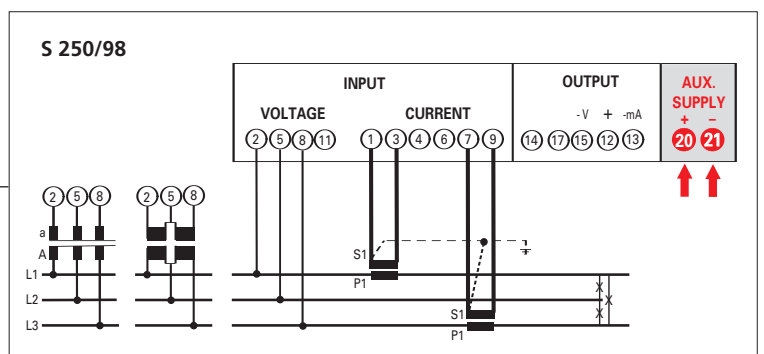 S 250/98
INPUT
OUTPUT
AUX.
SUPPLY
VOLTAGE
CURRENT
- V + -mA
+ −
2 5 8 11
1 3 4 6 7 9
14 17 15 12 13
20 21
2 5 8
2 5 8
a
A
S1
L1
P1
L2
S1
L3
P1
X
X
X